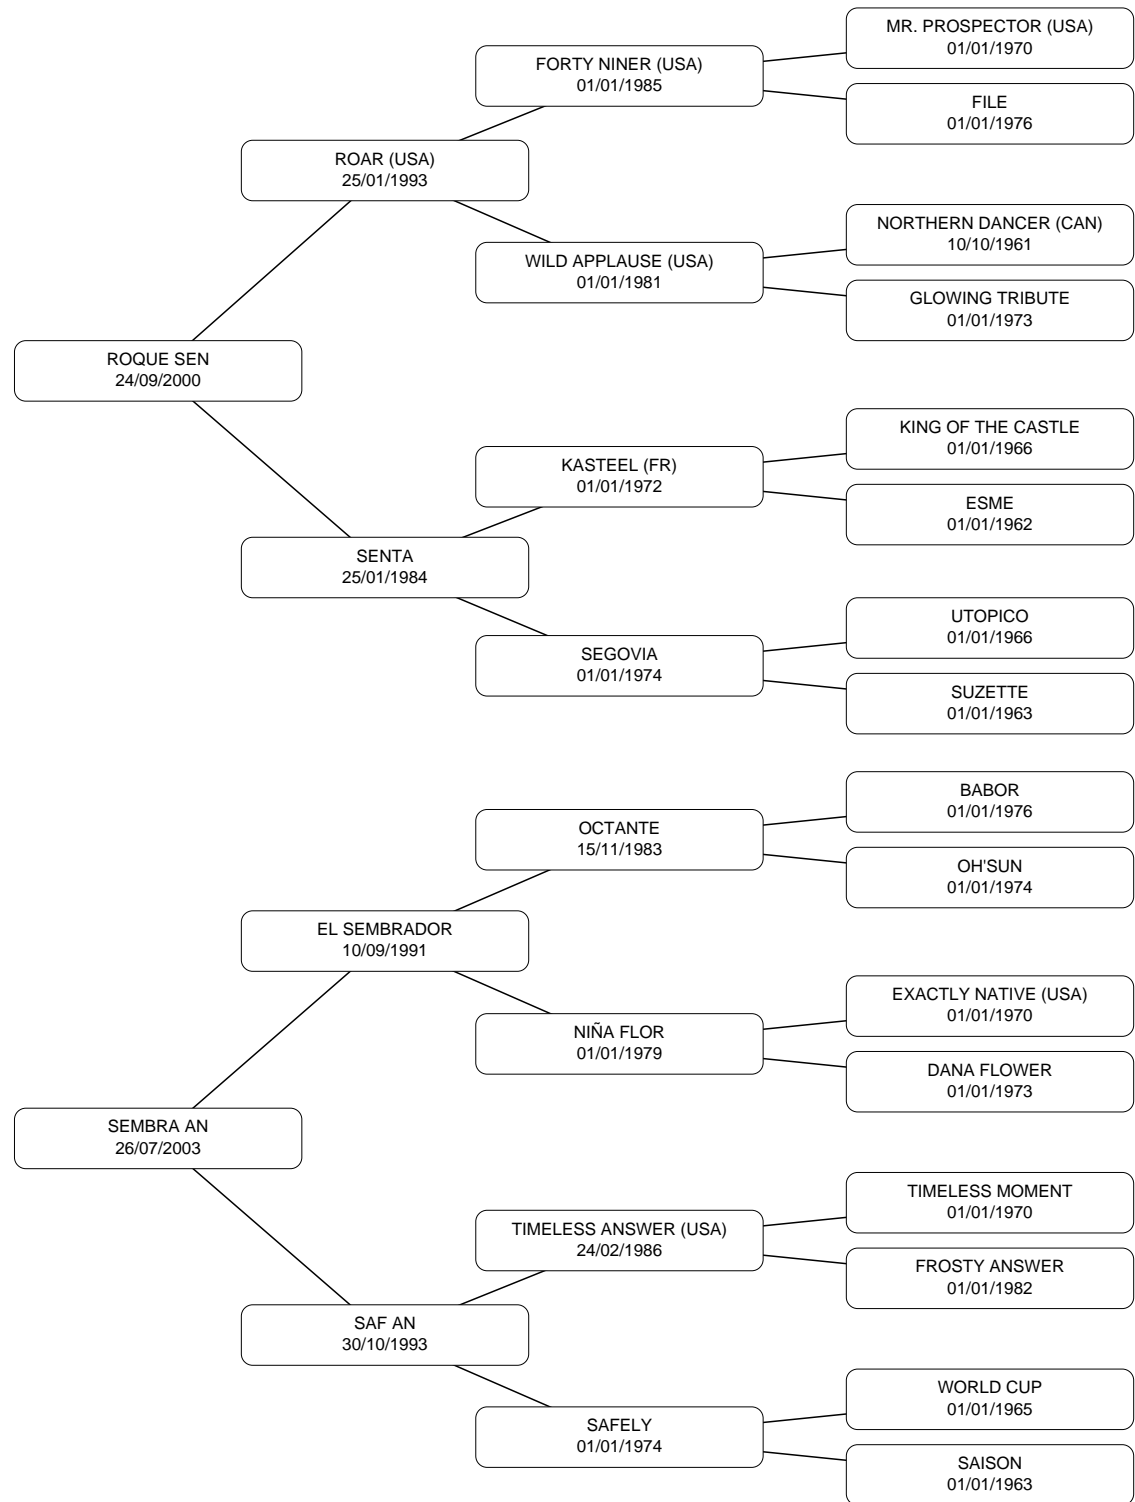 MR. PROSPECTOR (USA)
01/01/1970
FORTY NINER (USA)
01/01/1985
FILE
01/01/1976
ROAR (USA)
25/01/1993
NORTHERN DANCER (CAN)
10/10/1961
WILD APPLAUSE (USA)
01/01/1981
GLOWING TRIBUTE
01/01/1973
ROQUE SEN
24/09/2000
KING OF THE CASTLE
01/01/1966
KASTEEL (FR)
01/01/1972
ESME
01/01/1962
SENTA
25/01/1984
UTOPICO
01/01/1966
SEGOVIA
01/01/1974
SUZETTE
01/01/1963
BABOR
01/01/1976
OCTANTE
15/11/1983
OH'SUN
01/01/1974
EL SEMBRADOR
10/09/1991
EXACTLY NATIVE (USA)
01/01/1970
NIÑA FLOR
01/01/1979
DANA FLOWER
01/01/1973
SEMBRA AN
26/07/2003
TIMELESS MOMENT
01/01/1970
TIMELESS ANSWER (USA)
24/02/1986
FROSTY ANSWER
01/01/1982
SAF AN
30/10/1993
WORLD CUP
01/01/1965
SAFELY
01/01/1974
SAISON
01/01/1963